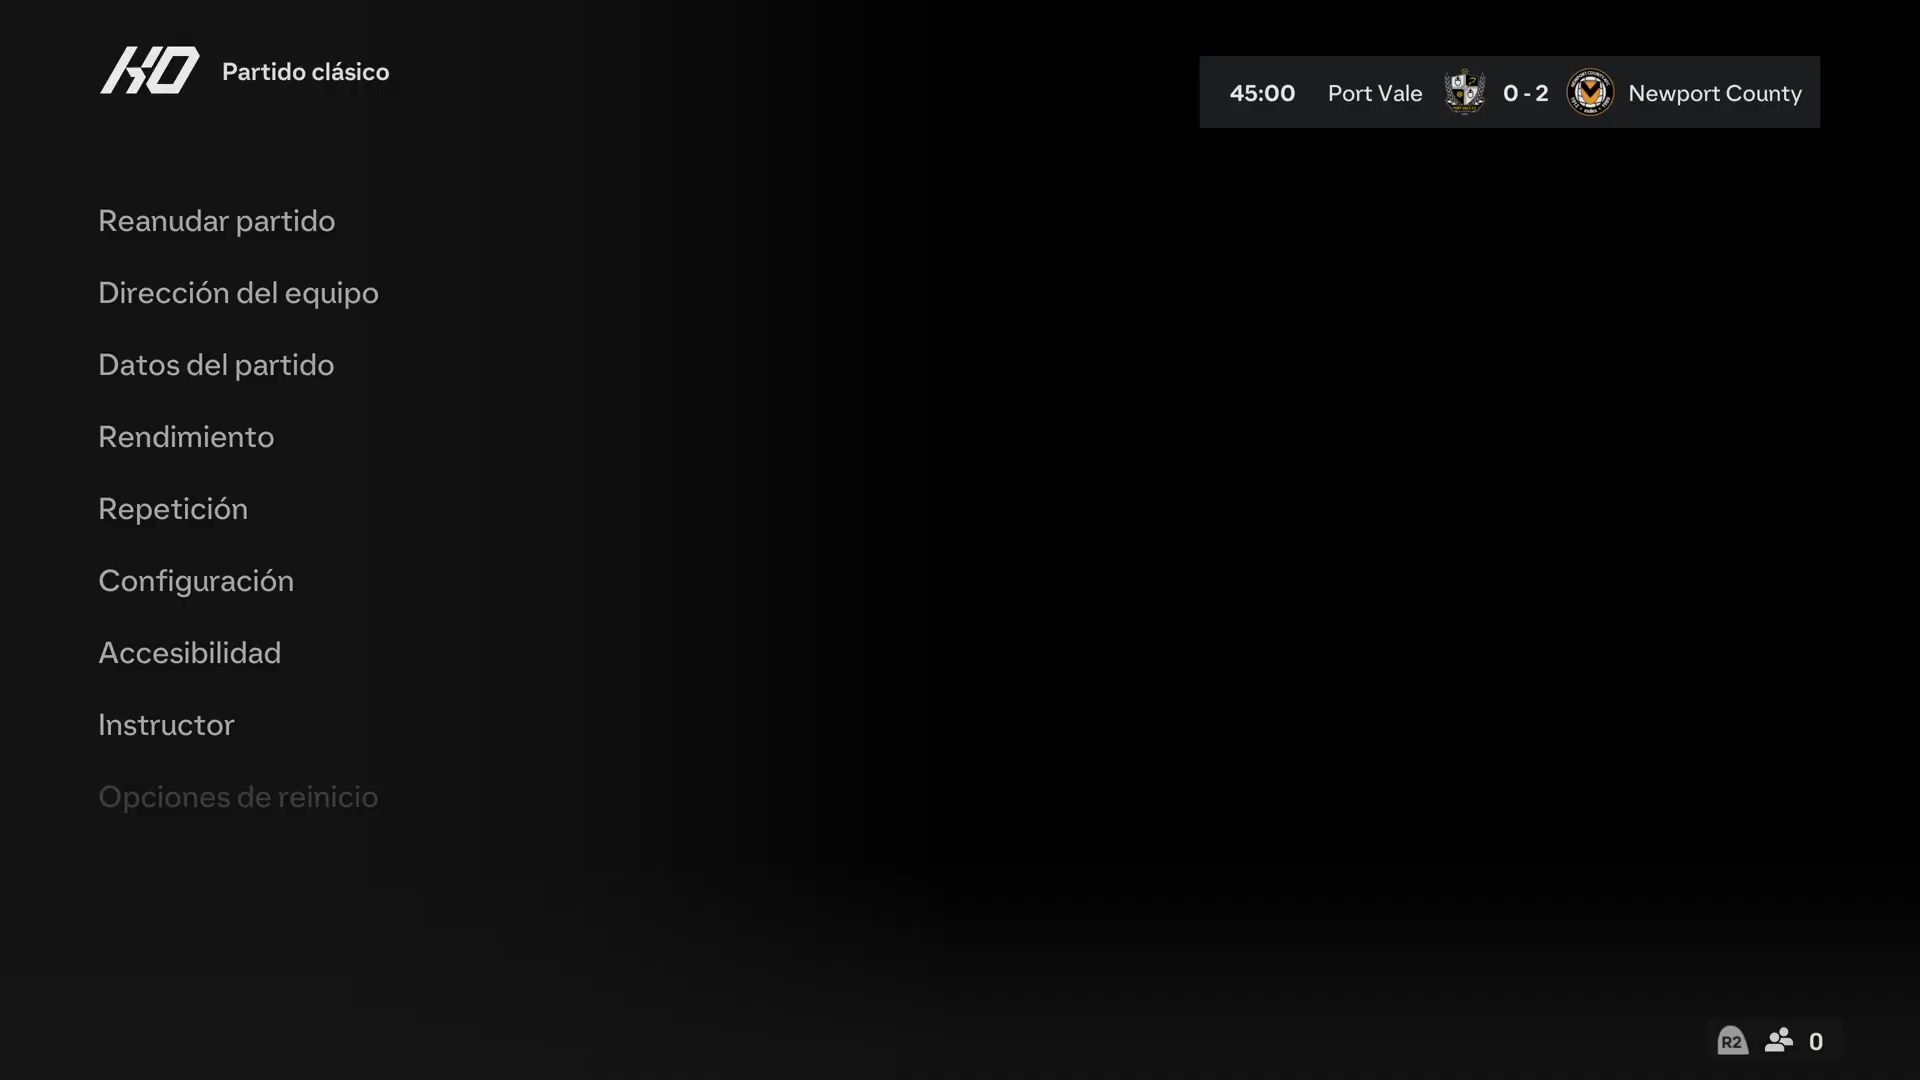 KO Partido clásico
45:00 Port Vale 0 - 2 Newport County
Reanudar partido
Dirección del equipo
Datos del partido
Rendimiento
Repetición
Configuración
Accesibilidad
Instructor
Opciones de reinicio
R2 0